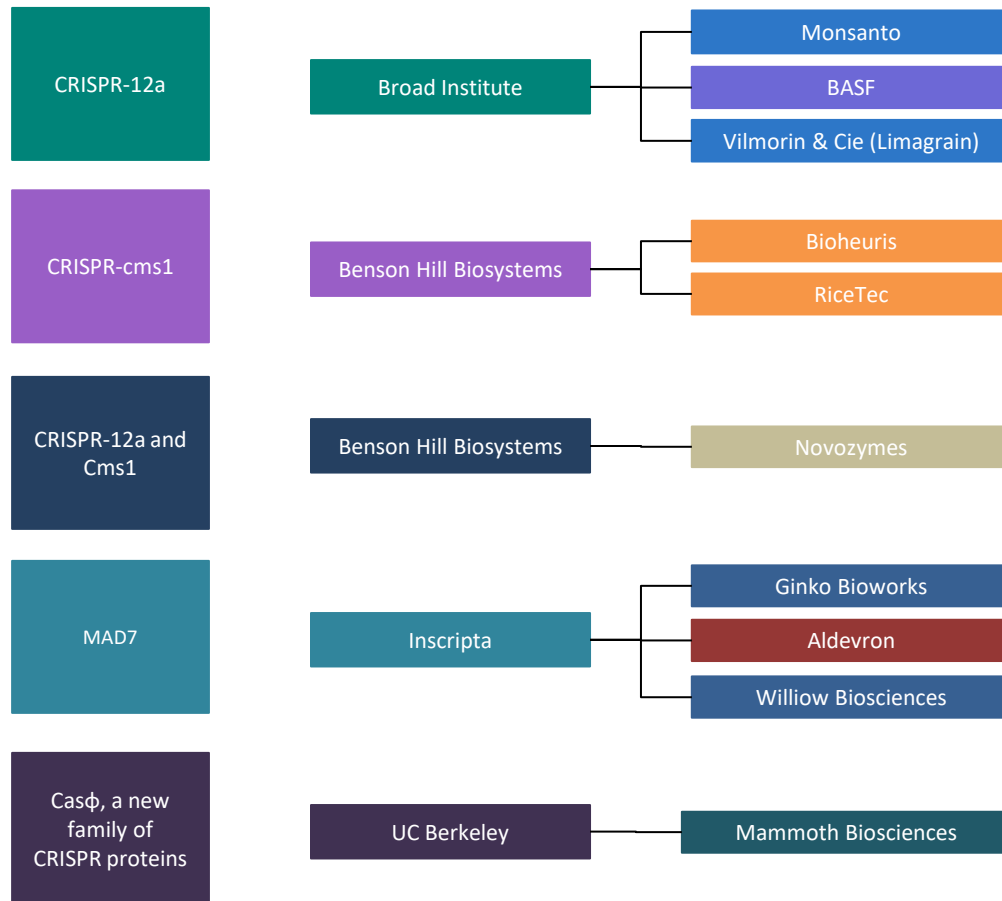 CRISPR-12a
Broad Institute
Monsanto
BASF
Vilmorin & Cie (Limagrain)
CRISPR-cms1
Benson Hill Biosystems
Bioheuris
RiceTec
CRISPR-12a and
Cms1
Benson Hill Biosystems
Novozymes
MAD7
Inscripta
Ginko Bioworks
Aldevron
Williow Biosciences
Casϕ, a new
family of
CRISPR proteins
UC Berkeley
Mammoth Biosciences